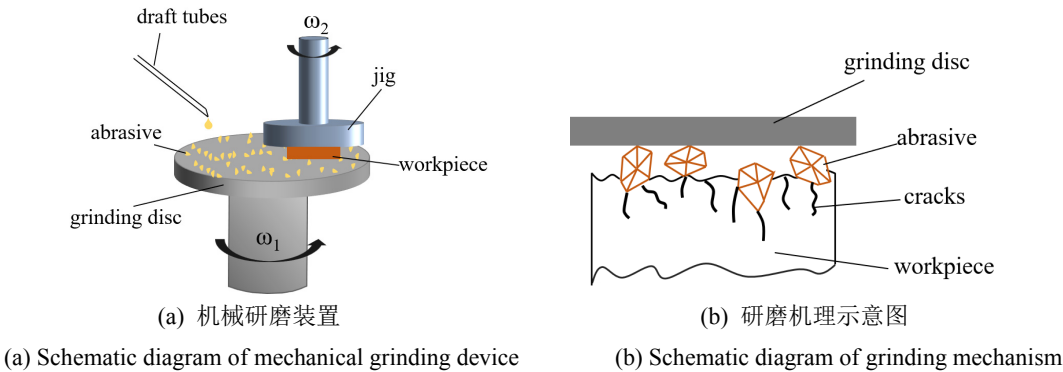 draft tubes
ω₂
jig
abrasive
workpiece
grinding disc
ω₁
(a) 机械研磨装置
(a) Schematic diagram of mechanical grinding device
grinding disc
abrasive
cracks
workpiece
(b) 研磨机理示意图
(b) Schematic diagram of grinding mechanism